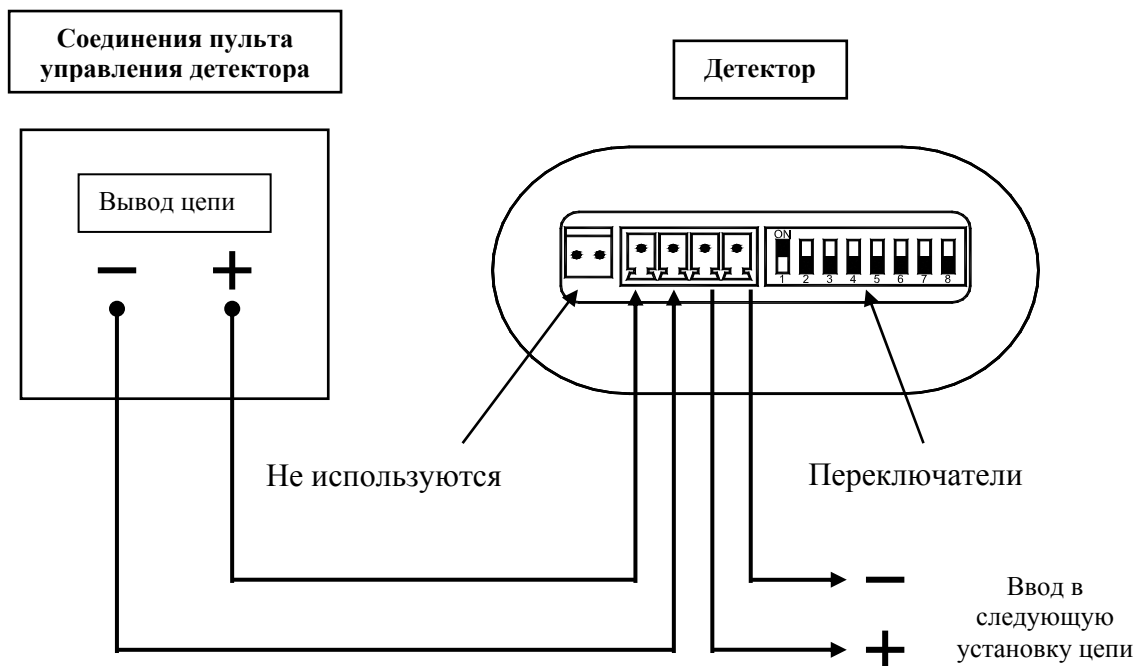 Соединения пульта
управления детектора
Детектор
Вывод цепи
− +
ON
1 2 3 4 5 6 7 8
Не используются
Переключатели
−
+
Ввод в
следующую
установку цепи